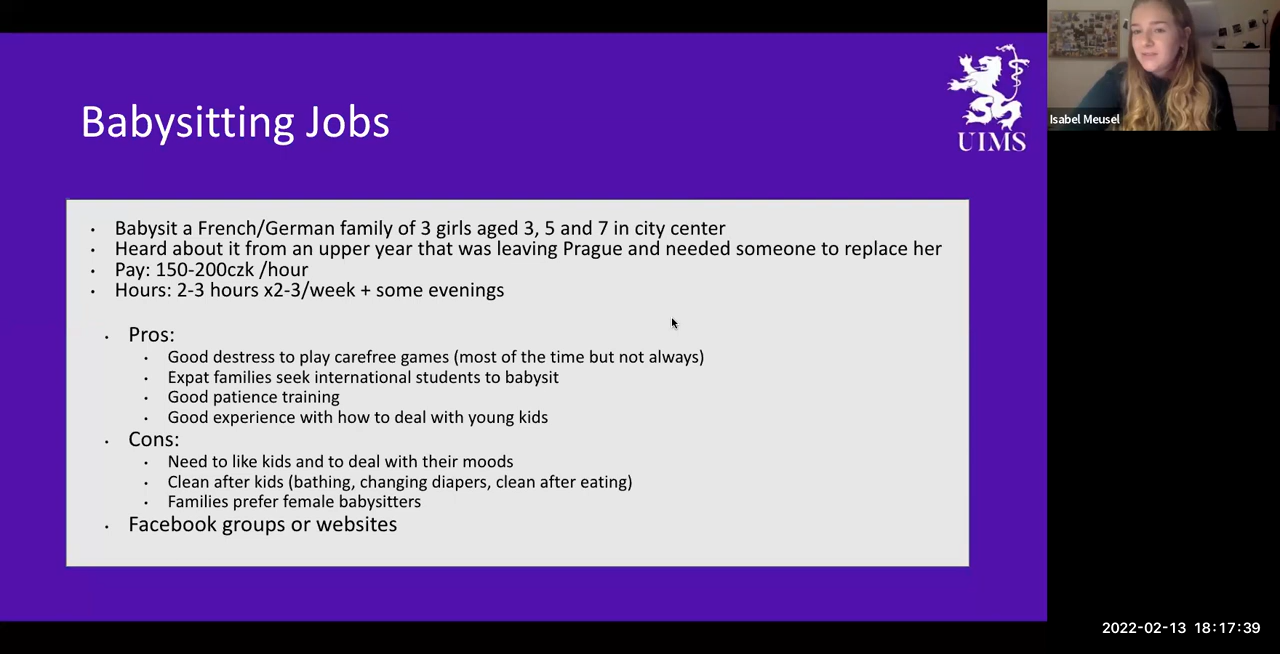 Babysitting Jobs
UIMS
Isabel Meusel
• Babysit a French/German family of 3 girls aged 3, 5 and 7 in city center
• Heard about it from an upper year that was leaving Prague and needed someone to replace her
• Pay: 150-200czk /hour
• Hours: 2-3 hours x2-3/week + some evenings
• Pros:
• Good destress to play carefree games (most of the time but not always)
• Expat families seek international students to babysit
• Good patience training
• Good experience with how to deal with young kids
• Cons:
• Need to like kids and to deal with their moods
• Clean after kids (bathing, changing diapers, clean after eating)
• Families prefer female babysitters
• Facebook groups or websites
2022-02-13 18:17:39